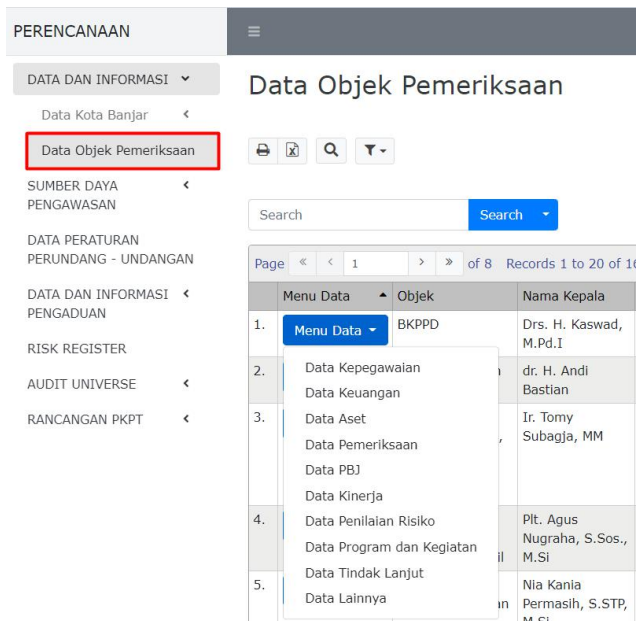 PERENCANAAN
DATA DAN INFORMASI
Data Kota Banjar
Data Objek Pemeriksaan
SUMBER DAYA
PENGAWASAN
DATA PERATURAN
PERUNDANG - UNDANGAN
DATA DAN INFORMASI
PENGADUAN
RISK REGISTER
AUDIT UNIVERSE
RANCANGAN PKPT
Data Objek Pemeriksaan
Search
Search
Page 1 of 8 Records 1 to 20 of
Menu Data Objek Nama Kepala
1. Menu Data BKPPD Drs. H. Kaswad,
M.Pd.I
2. dr. H. Andi
Bastian
3. Ir. Tomy
Subagja, MM
4. Plt. Agus
Nugraha, S.Sos.,
M.Si
5. Nia Kania
Permasih, S.STP,
M.Si
Data Kepegawaian
Data Keuangan
Data Aset
Data Pemeriksaan
Data PBJ
Data Kinerja
Data Penilaian Risiko
Data Program dan Kegiatan
Data Tindak Lanjut
Data Lainnya